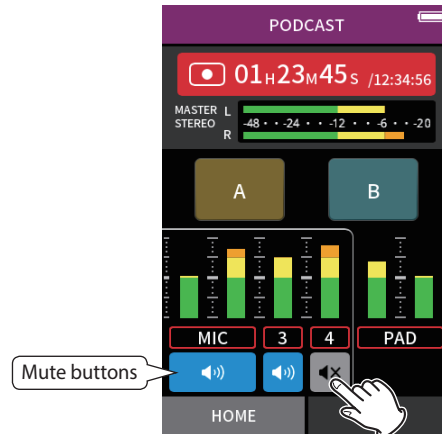 PODCAST
01H23M45S /12:34:56
MASTER L
STEREO -48 · · -24 · · -12 · · -6 · · -20
R
A B
MIC 3 4 PAD
Mute buttons
HOME